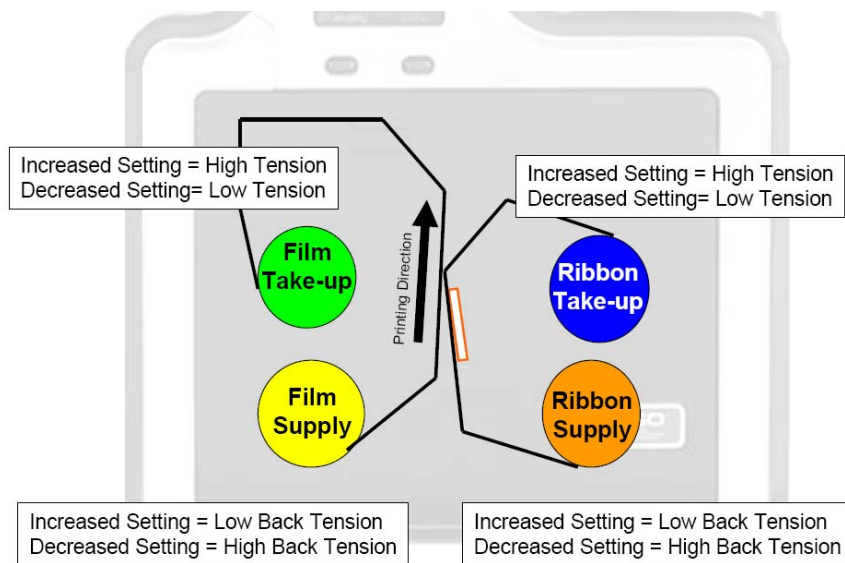 Increased Setting = High Tension
Decreased Setting= Low Tension
Increased Setting = High Tension
Decreased Setting= Low Tension
Film
Take-up
Printing Direction
Ribbon
Take-up
Film
Supply
Ribbon
Supply
Increased Setting = Low Back Tension
Decreased Setting = High Back Tension
Increased Setting = Low Back Tension
Decreased Setting = High Back Tension